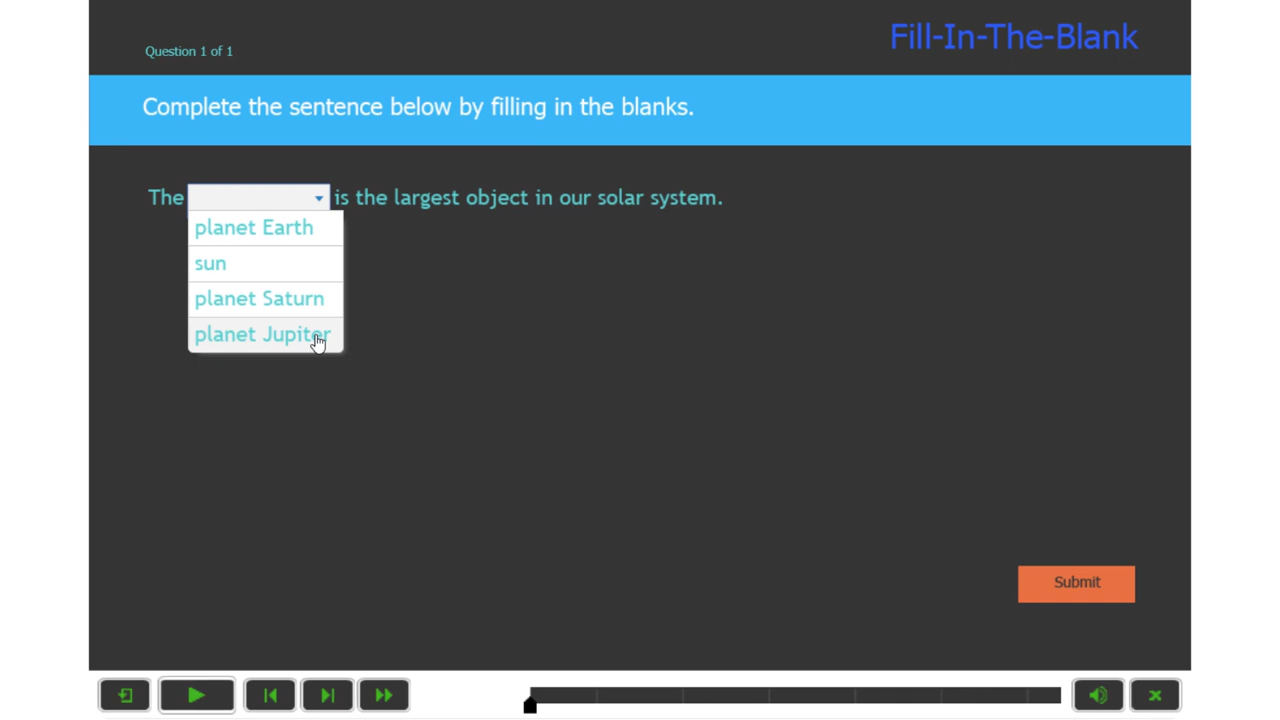 Fill-In-The-Blank
Question 1 of 1
Complete the sentence below by filling in the blanks.
The is the largest object in our solar system.
planet Earth
sun
planet Saturn
planet Jupiter
Submit